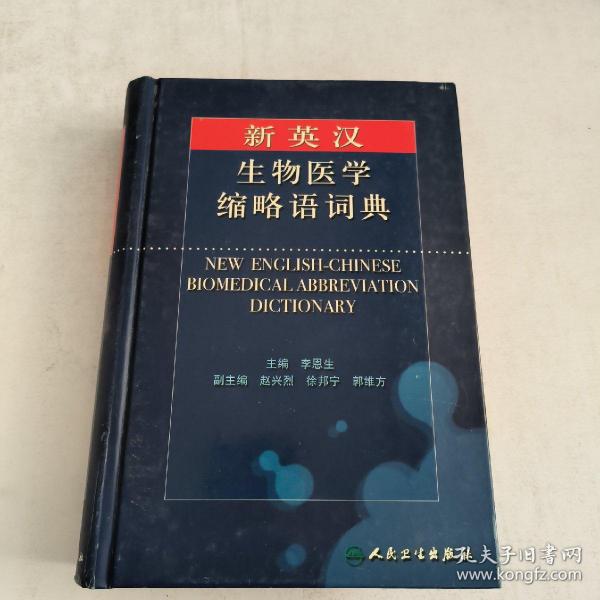 新英汉
生物医学
缩略语词典
NEW ENGLISH-CHINESE
BIOMEDICAL ABBREVIATION
DICTIONARY
主编 李恩生
副主编 赵兴烈 徐邦宁 郭维方
人民卫生出版社
孔夫子旧书网
www.kongfz.com